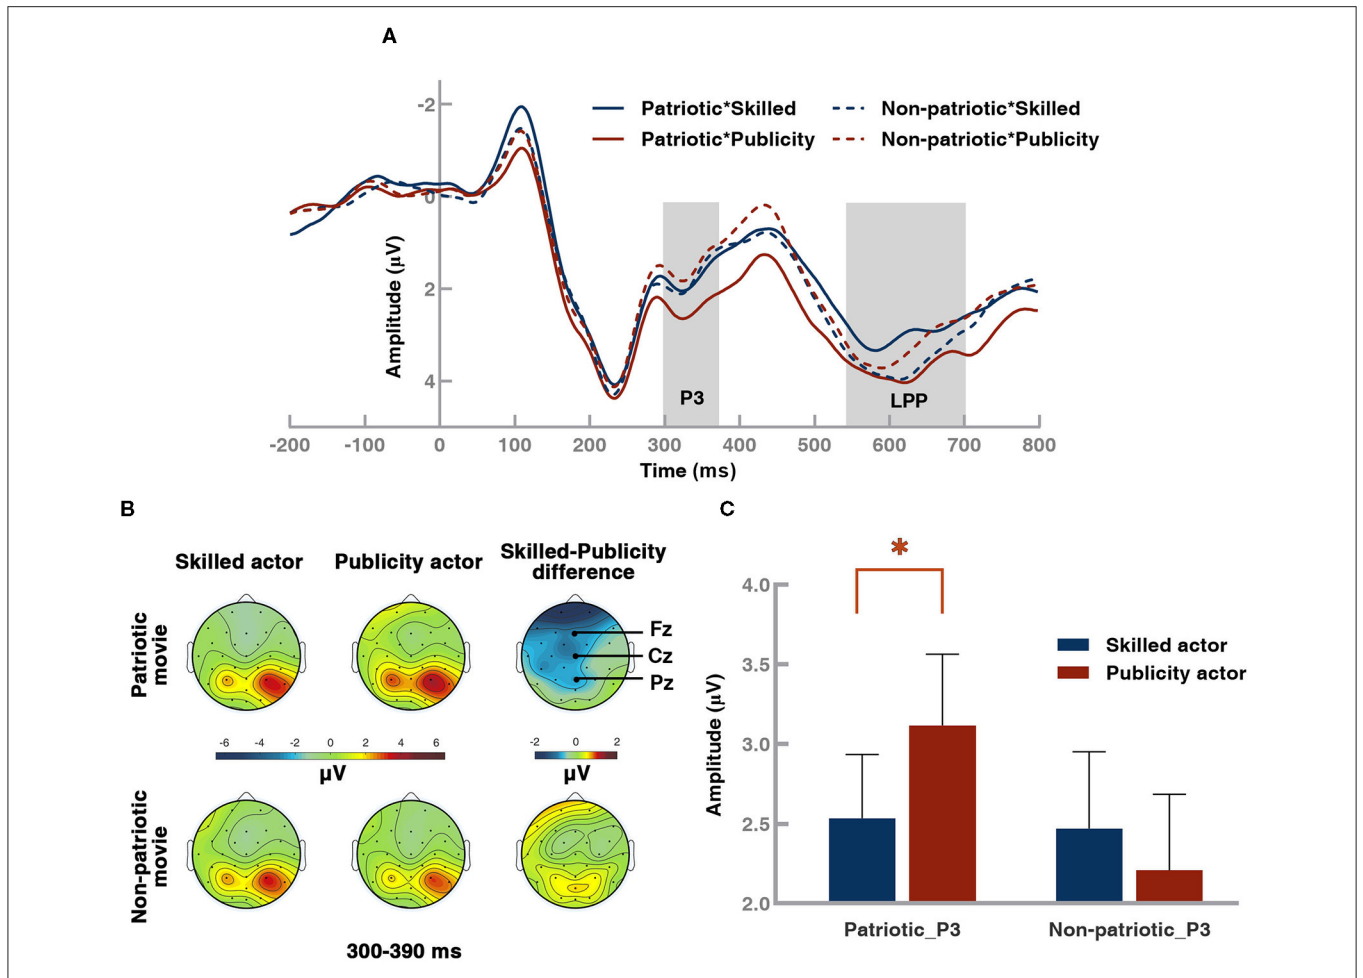 A
-2
0
2
4
Amplitude (μV)
Patriotic*Skilled
Non-patriotic*Skilled
Patriotic*Publicity
Non-patriotic*Publicity
P3
LPP
-200 -100 0 100 200 300 400 500 600 700 800
Time (ms)
B
Skilled actor
Publicity actor
Skilled-Publicity
difference
Patriotic
movie
Fz
Cz
Pz
-6 -4 -2 0 2 4 6
μV
-2 0 2
μV
Non-patriotic
movie
300-390 ms
C
*
4.0
3.5
3.0
2.5
2.0
Amplitude (μV)
Skilled actor
Publicity actor
Patriotic_P3
Non-patriotic_P3